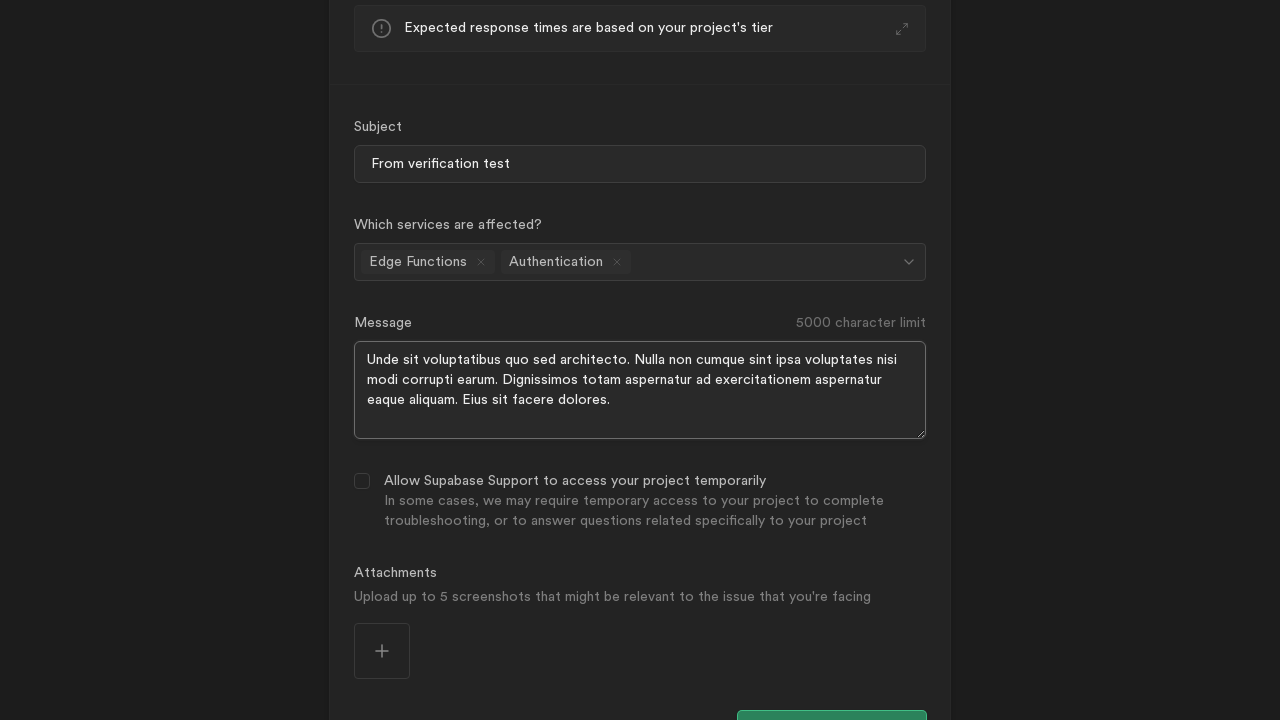 Expected response times are based on your project's tier
Subject
From verification test
Which services are affected?
Edge Functions
Authentication
Message
5000 character limit
Unde sit voluptatibus quo sed architecto. Nulla non cumque sint ipsa voluptates nisi
modi corrupti earum. Dignissimos totam aspernatur ad exercitationem aspernatur
eaque aliquam. Eius sit facere dolores.
Allow Supabase Support to access your project temporarily
In some cases, we may require temporary access to your project to complete
troubleshooting, or to answer questions related specifically to your project
Attachments
Upload up to 5 screenshots that might be relevant to the issue that you're facing